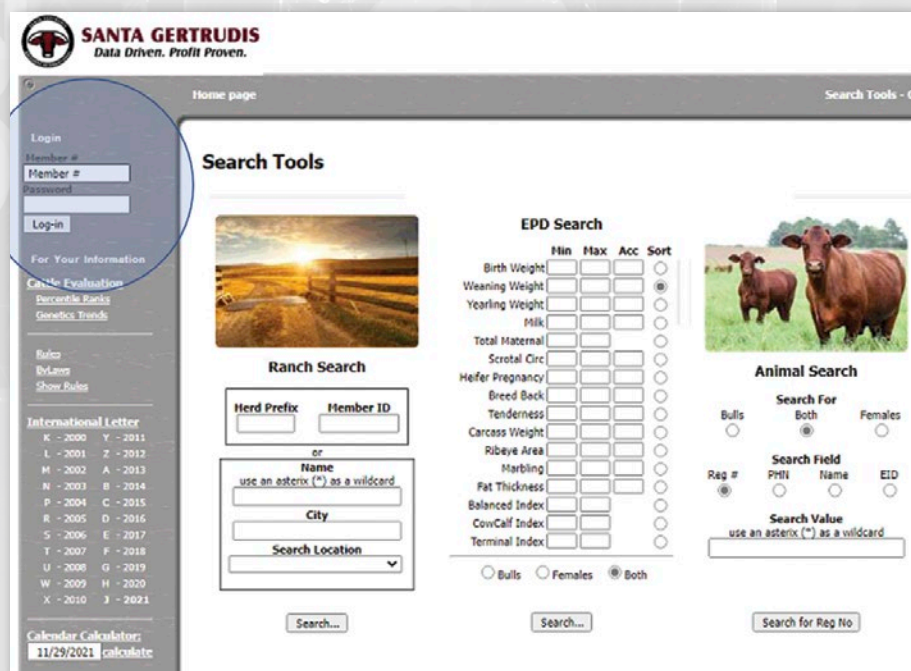 SANTA GERTRUDIS
Data Driven. Profit Proven.
Home page
Search Tools -
Login
Member #
Member #
Password
Log-in
For Your Information
Cattle Evaluation
Percentile Ranks
Genetics Trends
Rules
ByLaws
Show Rules
International Letter
K - 2000 Y - 2011
L - 2001 Z - 2012
M - 2002 A - 2013
N - 2003 B - 2014
P - 2004 C - 2015
R - 2005 D - 2016
S - 2006 E - 2017
T - 2007 F - 2018
U - 2008 G - 2019
W - 2009 H - 2020
X - 2010 J - 2021
Calendar Calculator:
11/29/2021 calculate
Search Tools
Ranch Search
Herd Prefix Member ID
or
Name
use an asterix (*) as a wildcard
City
Search Location
Search...
EPD Search
Min Max Acc Sort
Birth Weight
Weaning Weight
Yearling Weight
Milk
Total Maternal
Scrotal Circ
Heifer Pregnancy
Breed Back
Tenderness
Carcass Weight
Ribeye Area
Marbling
Fat Thickness
Balanced Index
CowCalf Index
Terminal Index
Bulls Females Both
Search...
Animal Search
Search For
Bulls Both Females
Search Field
Reg # PHN Name EID
Search Value
use an asterix (*) as a wildcard
Search for Reg No